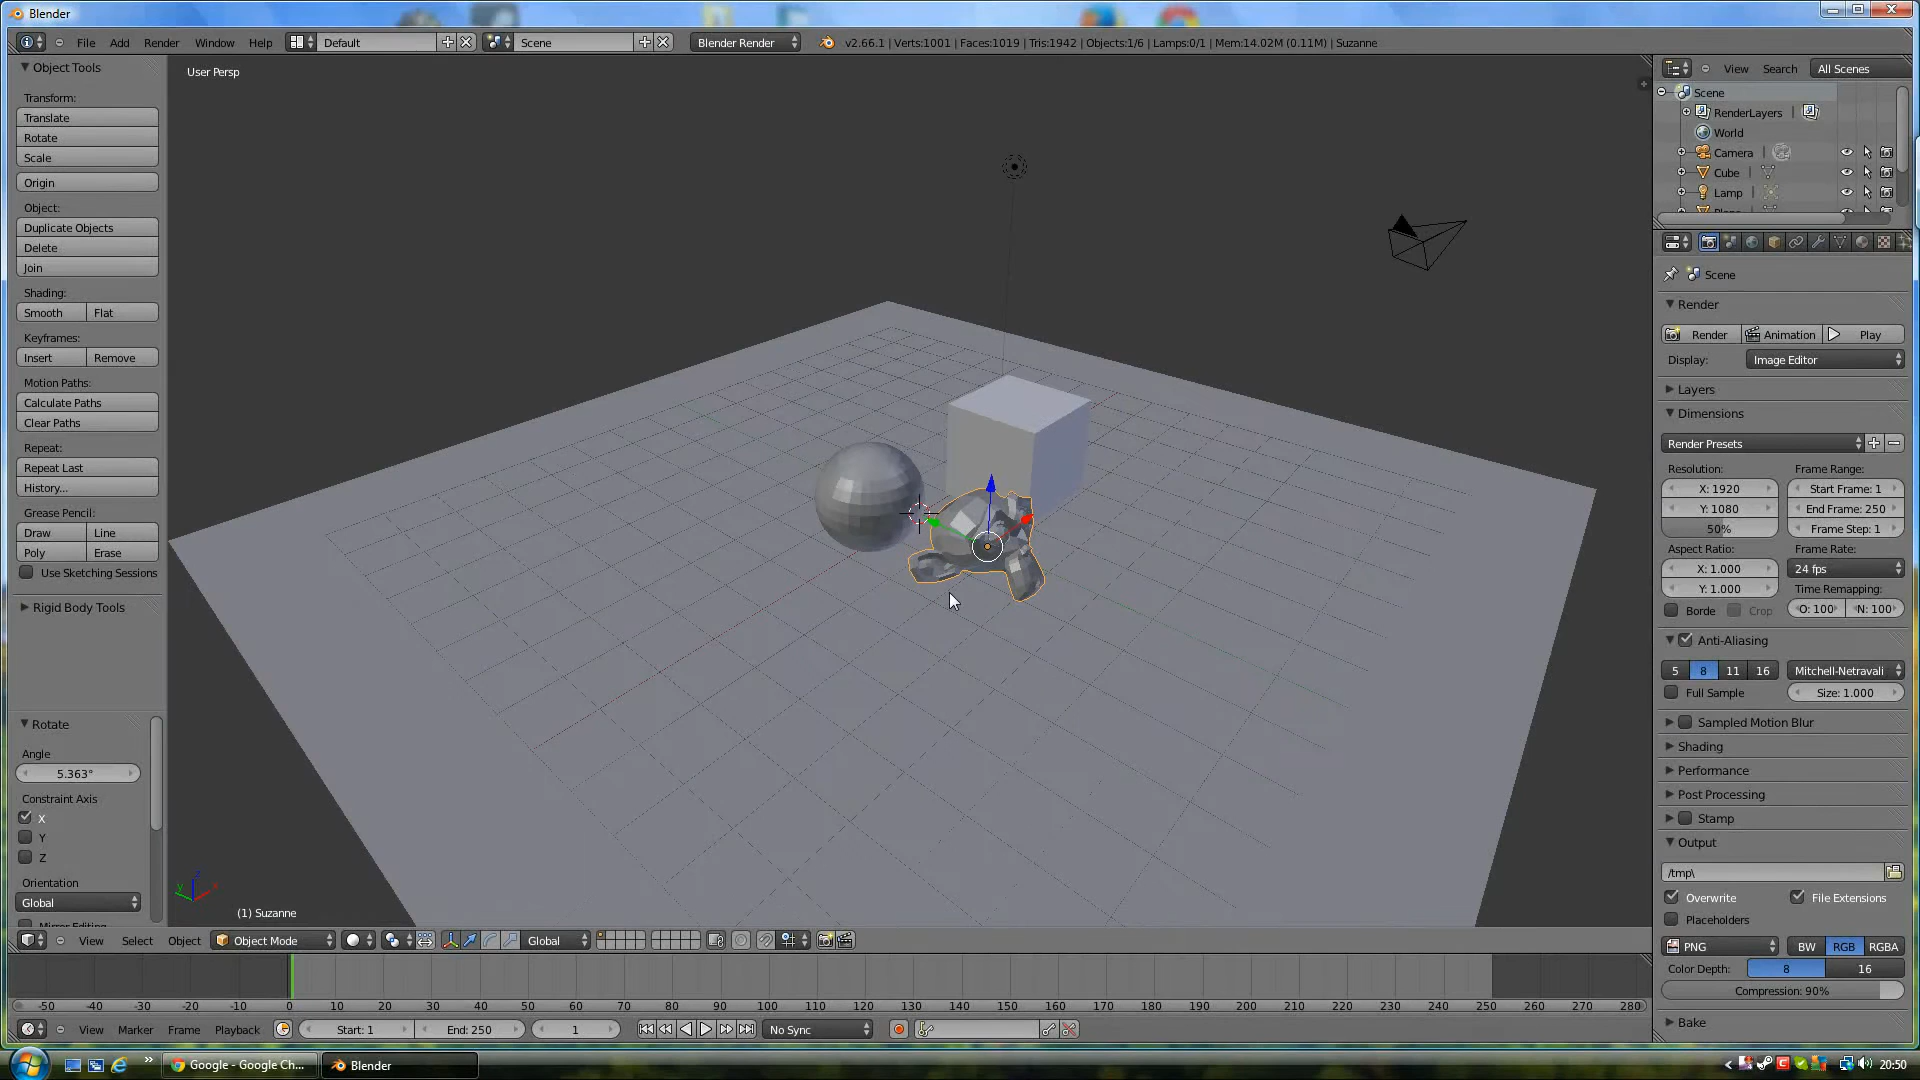 Blender
File Add Render Window Help Default Scene Blender Render v2.66.1 | Verts:1001 | Faces:1019 | Tris:1942 | Objects:1/6 | Lamps:0/1 | Mem:14.02M (0.11M) | Suzanne
Object Tools
Transform:
Translate
Rotate
Scale
Origin
Object:
Duplicate Objects
Delete
Join
Shading:
Smooth Flat
Keyframes:
Insert Remove
Motion Paths:
Calculate Paths
Clear Paths
Repeat:
Repeat Last
History...
Grease Pencil:
Draw Line
Poly Erase
Use Sketching Sessions
Rigid Body Tools
Rotate
Angle
5.363°
Constraint Axis
X
Y
Z
Orientation
Global
User Persp
z
y x
(1) Suzanne
View Select Object Object Mode Global
-50 -40 -30 -20 -10 0 10 20 30 40 50 60 70 80 90 100 110 120 130 140 150 160 170 180 190 200 210 220 230 240 250 260 270 280
View Marker Frame Playback Start: 1 End: 250 1 No Sync
View Search All Scenes
Scene
RenderLayers |
World
Camera |
Cube |
Lamp |
Scene
Render
Render Animation Play
Display: Image Editor
Layers
Dimensions
Render Presets
Resolution: Frame Range:
X: 1920 Start Frame: 1
Y: 1080 End Frame: 250
50% Frame Step: 1
Aspect Ratio: Frame Rate:
X: 1.000 24 fps
Y: 1.000 Time Remapping:
Borde Crop O: 100 N: 100
Anti-Aliasing
5 8 11 16 Mitchell-Netravali
Full Sample Size: 1.000
Sampled Motion Blur
Shading
Performance
Post Processing
Stamp
Output
/tmp\
Overwrite File Extensions
Placeholders
PNG BW RGB RGBA
Color Depth: 8 16
Compression: 90%
Bake
Google - Google Ch... Blender 20:50